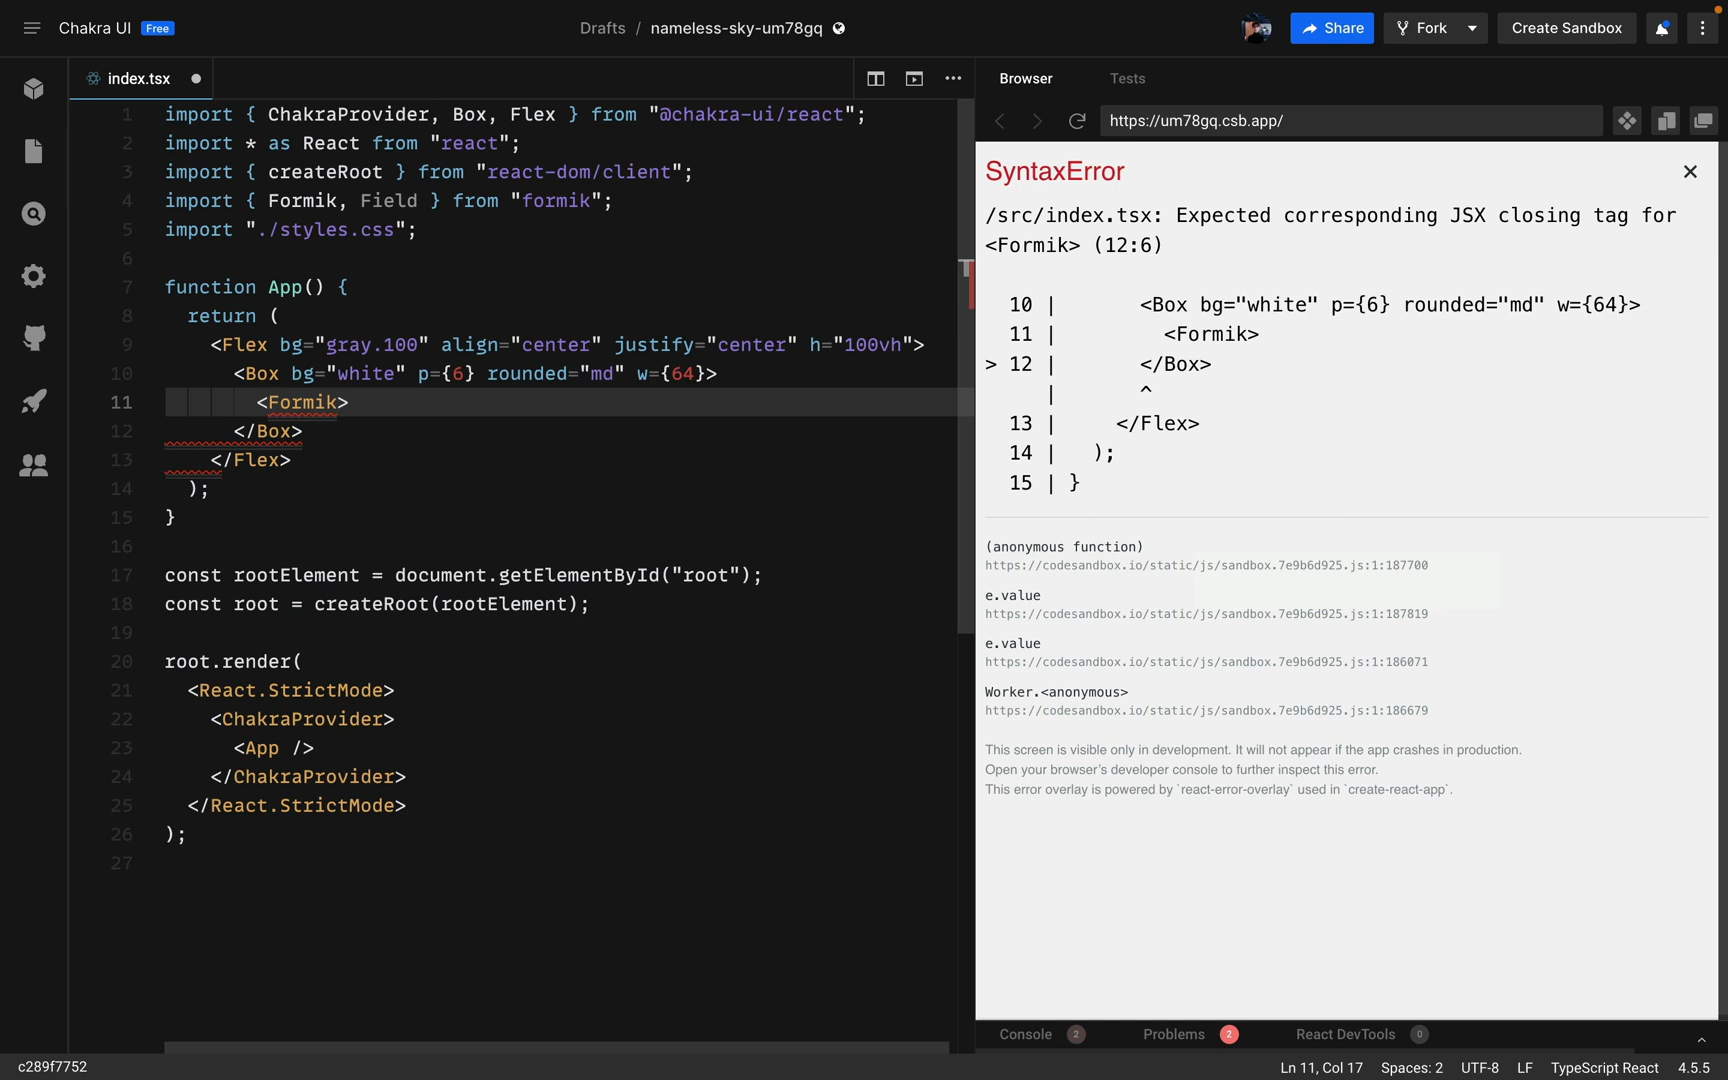 Chakra UI Free
Drafts / nameless-sky-um78gq
Share Fork Create Sandbox
index.tsx
1 import { ChakraProvider, Box, Flex } from "@chakra-ui/react";
2 import * as React from "react";
3 import { createRoot } from "react-dom/client";
4 import { Formik, Field } from "formik";
5 import "./styles.css";
6
7 function App() {
8 return (
9 <Flex bg="gray.100" align="center" justify="center" h="100vh">
10 <Box bg="white" p={6} rounded="md" w={64}>
11 <Formik>
12 </Box>
13 </Flex>
14 );
15 }
16
17 const rootElement = document.getElementById("root");
18 const root = createRoot(rootElement);
19
20 root.render(
21 <React.StrictMode>
22 <ChakraProvider>
23 <App />
24 </ChakraProvider>
25 </React.StrictMode>
26 );
27
Browser Tests
https://um78gq.csb.app/
SyntaxError
/src/index.tsx: Expected corresponding JSX closing tag for
<Formik> (12:6)
10 | <Box bg="white" p={6} rounded="md" w={64}>
11 | <Formik>
> 12 | </Box>
| ^
13 | </Flex>
14 | );
15 | }
(anonymous function)
https://codesandbox.io/static/js/sandbox.7e9b6d925.js:1:187700
e.value
https://codesandbox.io/static/js/sandbox.7e9b6d925.js:1:187819
e.value
https://codesandbox.io/static/js/sandbox.7e9b6d925.js:1:186071
Worker.<anonymous>
https://codesandbox.io/static/js/sandbox.7e9b6d925.js:1:186679
This screen is visible only in development. It will not appear if the app crashes in production.
Open your browser’s developer console to further inspect this error.
This error overlay is powered by `react-error-overlay` used in `create-react-app`.
Console 2 Problems 2 React DevTools 0
c289f7752
Ln 11, Col 17 Spaces: 2 UTF-8 LF TypeScript React 4.5.5